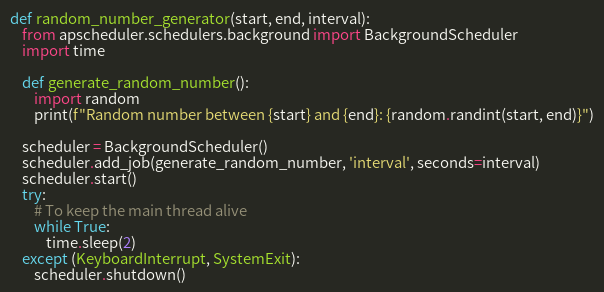 def random_number_generator(start, end, interval):
    from apscheduler.schedulers.background import BackgroundScheduler
    import time

    def generate_random_number():
        import random
        print(f"Random number between {start} and {end}: {random.randint(start, end)}")

    scheduler = BackgroundScheduler()
    scheduler.add_job(generate_random_number, 'interval', seconds=interval)
    scheduler.start()
    try:
        # To keep the main thread alive
        while True:
            time.sleep(2)
    except (KeyboardInterrupt, SystemExit):
        scheduler.shutdown()